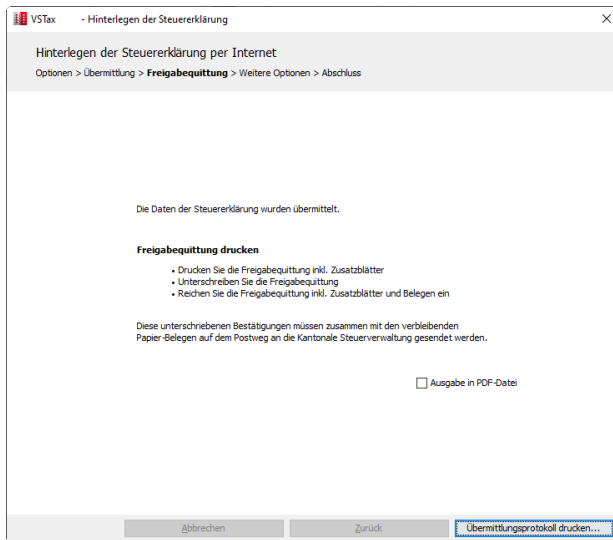 VSTax - Hinterlegen der Steuererklärung
Hinterlegen der Steuererklärung per Internet
Optionen > Übermittlung > Freigabequittung > Weitere Optionen > Abschluss
Die Daten der Steuererklärung wurden übermittelt.
Freigabequittung drucken
• Drucken Sie die Freigabequittung inkl. Zusatzblätter
• Unterschreiben Sie die Freigabequittung
• Reichen Sie die Freigabequittung inkl. Zusatzblätter und Belegen ein
Diese unterschriebenen Bestätigungen müssen zusammen mit den verbleibenden
Papier-Belegen auf dem Postweg an die Kantonale Steuerverwaltung gesendet werden.
Ausgabe in PDF-Datei
Abbrechen Zurück Übermittlungsprotokoll drucken...